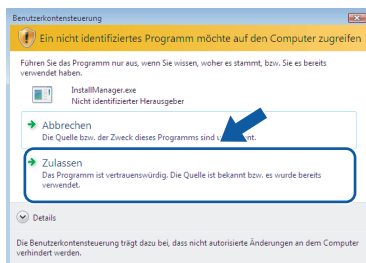 Benutzerkontensteuerung
Ein nicht identifiziertes Programm möchte auf den Computer zugreifen
Führen Sie das Programm nur aus, wenn Sie wissen, woher es stammt, bzw. Sie es bereits
verwendet haben.
InstallManager.exe
Nicht identifizierter Herausgeber
Abbrechen
Die Quelle bzw. der Zweck dieses Programms sind
Zulassen
Das Programm ist vertrauenswürdig. Die Quelle ist bekannt bzw. es wurde bereits
verwendet.
Details
Die Benutzerkontensteuerung trägt dazu bei, dass nicht autorisierte Änderungen an dem Computer
verhindert werden.